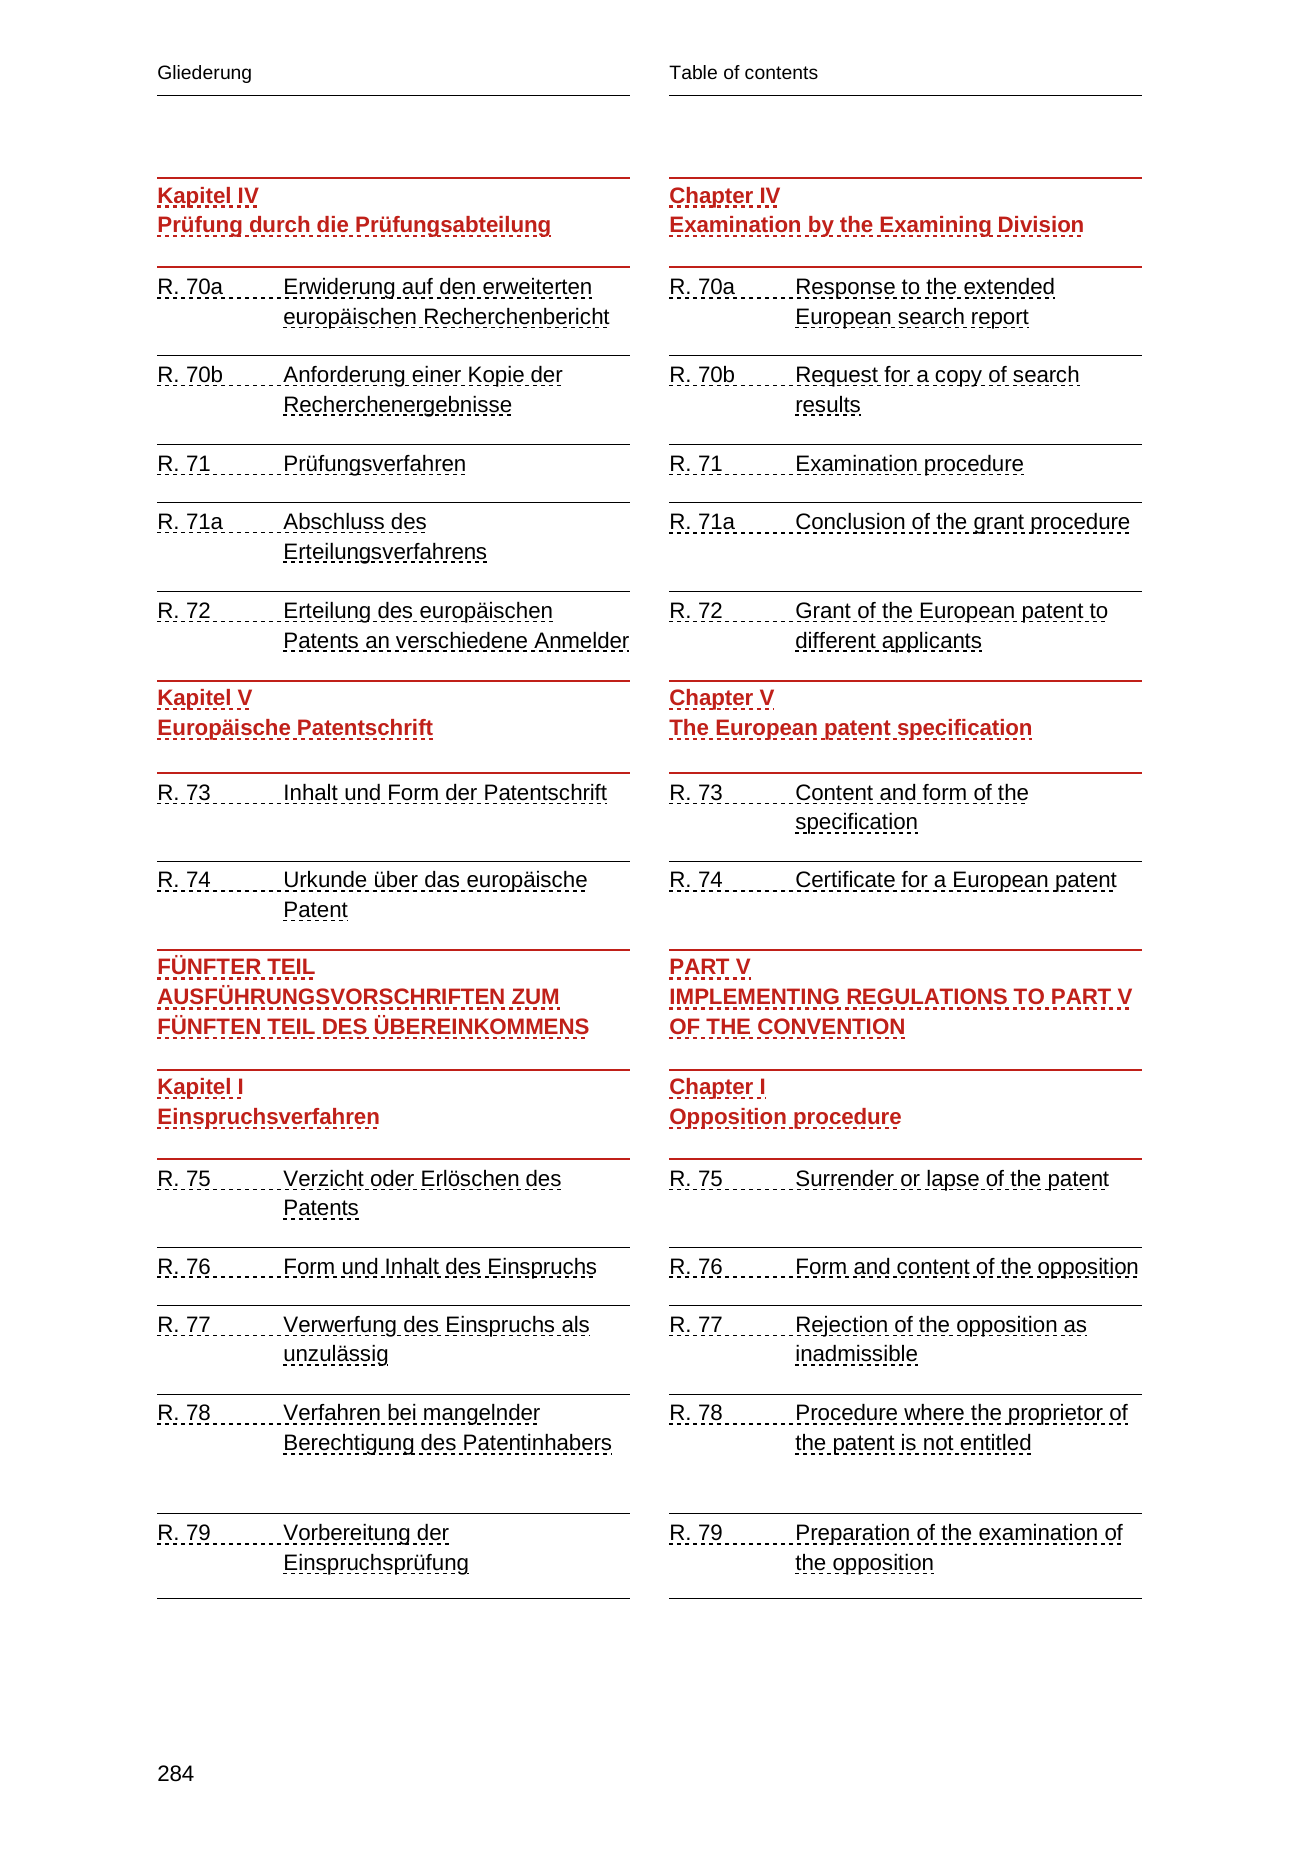 Gliederung
Kapitel IV
Prüfung durch die Prüfungsabteilung
R. 70a Erwiderung auf den erweiterten
europäischen Recherchenbericht
R. 70b Anforderung einer Kopie der
Recherchenergebnisse
R. 71 Prüfungsverfahren
R. 71a Abschluss des
Erteilungsverfahrens
R. 72 Erteilung des europäischen
Patents an verschiedene Anmelder
Kapitel V
Europäische Patentschrift
R. 73 Inhalt und Form der Patentschrift
R. 74 Urkunde über das europäische
Patent
FÜNFTER TEIL
AUSFÜHRUNGSVORSCHRIFTEN ZUM
FÜNFTEN TEIL DES ÜBEREINKOMMENS
Kapitel I
Einspruchsverfahren
R. 75 Verzicht oder Erlöschen des
Patents
R. 76 Form und Inhalt des Einspruchs
R. 77 Verwerfung des Einspruchs als
unzulässig
R. 78 Verfahren bei mangelnder
Berechtigung des Patentinhabers
R. 79 Vorbereitung der
Einspruchsprüfung
Table of contents
Chapter IV
Examination by the Examining Division
R. 70a Response to the extended
European search report
R. 70b Request for a copy of search
results
R. 71 Examination procedure
R. 71a Conclusion of the grant procedure
R. 72 Grant of the European patent to
different applicants
Chapter V
The European patent specification
R. 73 Content and form of the
specification
R. 74 Certificate for a European patent
PART V
IMPLEMENTING REGULATIONS TO PART V
OF THE CONVENTION
Chapter I
Opposition procedure
R. 75 Surrender or lapse of the patent
R. 76 Form and content of the opposition
R. 77 Rejection of the opposition as
inadmissible
R. 78 Procedure where the proprietor of
the patent is not entitled
R. 79 Preparation of the examination of
the opposition
284